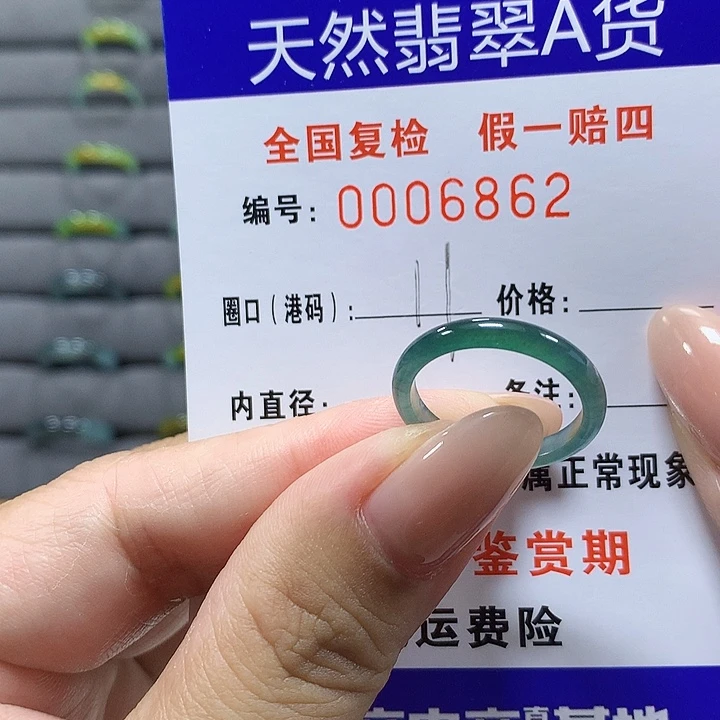 天然翡翠A货
全国复检 假一赔四
编号: 0006862
圈口(港码): 11
价格:
内直径:
备注:
属正常现象
鉴赏期
运费险